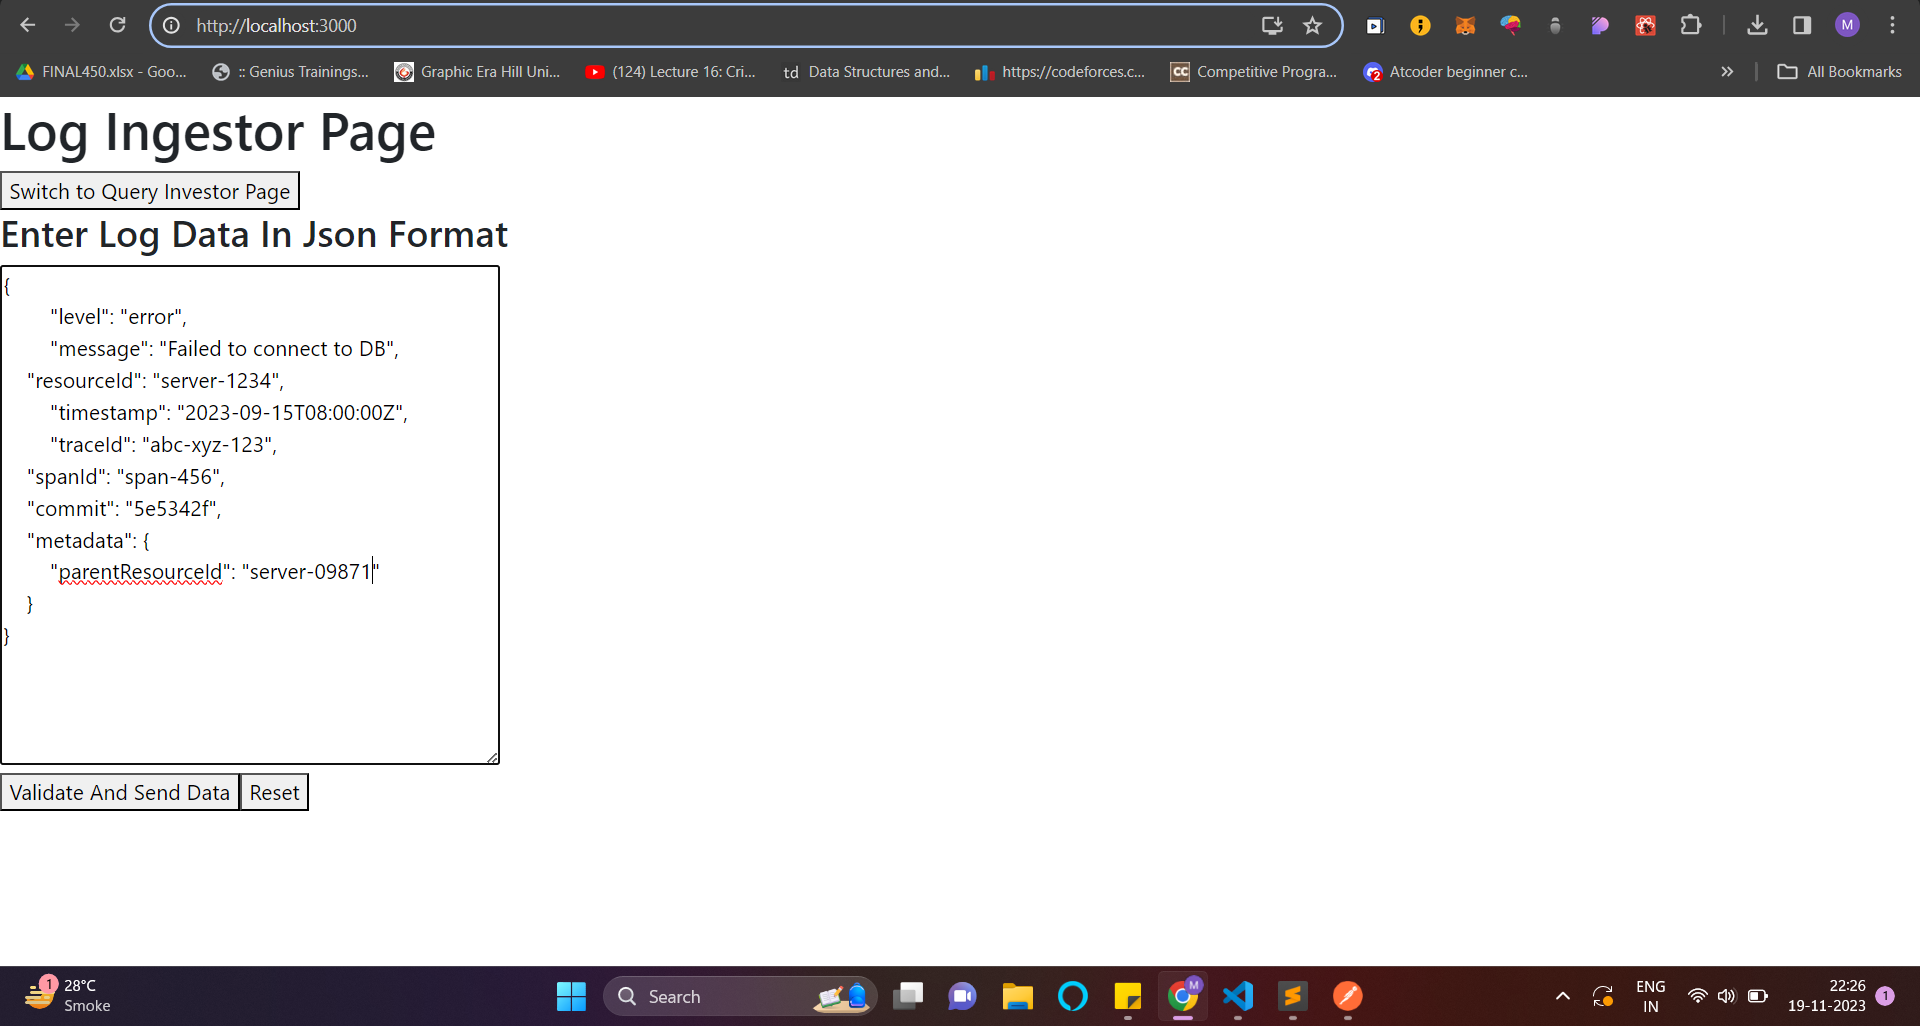 http://localhost:3000
M
FINAL450.xlsx - Goo...
:: Genius Trainings...
Graphic Era Hill Uni...
(124) Lecture 16: Cri...
td Data Structures and...
https://codeforces.c...
CC Competitive Progra...
2 Atcoder beginner c...
»
All Bookmarks
Log Ingestor Page
Switch to Query Investor Page
Enter Log Data In Json Format
{
"level": "error",
"message": "Failed to connect to DB",
"resourceId": "server-1234",
"timestamp": "2023-09-15T08:00:00Z",
"traceId": "abc-xyz-123",
"spanId": "span-456",
"commit": "5e5342f",
"metadata": {
"parentResourceId": "server-09871"
}
}
Validate And Send Data
Reset
1
28°C
Smoke
Search
M
ENG
IN
22:26
19-11-2023
1